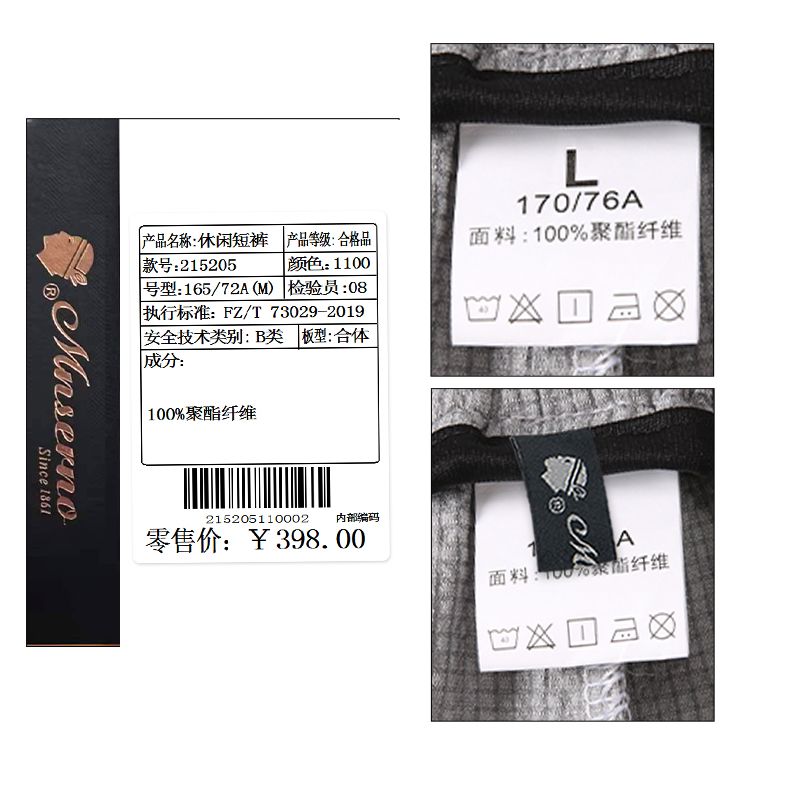 ® Mnserno
Since 1861
产品名称:休闲短裤 产品等级:合格品
款号:215205 颜色:1100
号型:165/72A(M) 检验员:08
执行标准: FZ/T 73029-2019
安全技术类别: B类 板型:合体
成分:
100%聚酯纤维
215205110002 内部编码
零售价: ￥398.00
L
170/76A
面料:100%聚酯纤维
40
®
M
1 A
面料:100%聚酯纤维
40